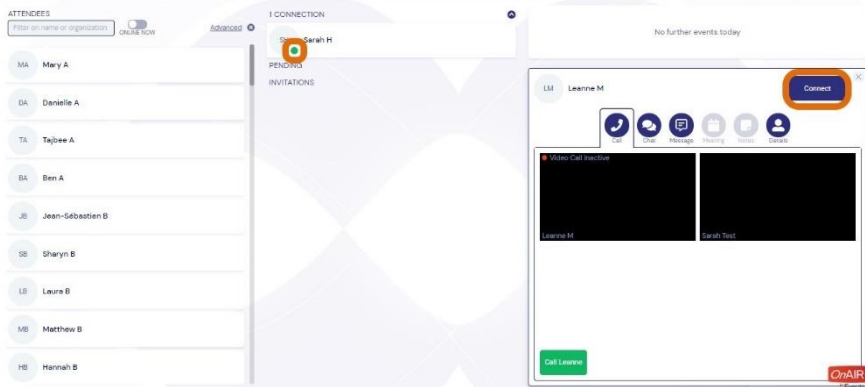 ATTENDEES
Filter on name or organization
ONLINE NOW
Advanced
MA Mary A
DA Danielle A
TA Tajbee A
BA Ben A
JB Jean-Sébastien B
SB Sharyn B
LB Laura B
MB Matthew B
HB Hannah B
1 CONNECTION
Sarah H
PENDING
INVITATIONS
No further events today
LM Leanne M
Connect
Call Chat Message Meeting Notes Details
Video Call Inactive
Leanne M Sarah Test
Call Leanne
OnAIR